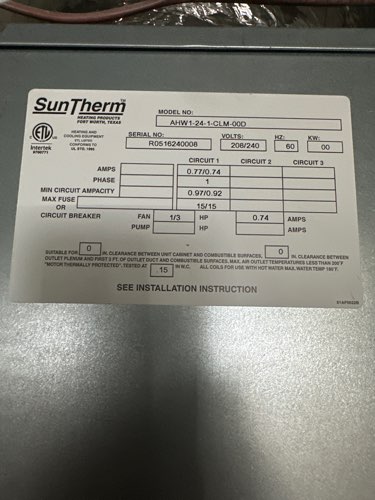 SunTherm™
HEATING PRODUCTS
FORT WORTH, TEXAS
MODEL NO:
AHW1-24-1-CLM-00D
ETL
Intertek
HEATING AND
COOLING EQUIPMENT
CONFORMS TO
UL STD. 1995
SERIAL NO:
R0516240008
VOLTS:
208/240
HZ:
60
KW:
00
CIRCUIT 1 CIRCUIT 2 CIRCUIT 3
AMPS 0.77/0.74
PHASE 1
MIN CIRCUIT AMPACITY 0.97/0.92
MAX FUSE
OR 15/15
CIRCUIT BREAKER FAN 1/3 HP 0.74 AMPS
PUMP HP AMPS
SUITABLE FOR 0 IN. CLEARANCE BETWEEN UNIT CABINET AND COMBUSTIBLE SURFACES. 0 IN. CLEARANCE BETWEEN
OUTLET PLENUM AND FIRST 3 FT. OF OUTLET DUCT AND COMBUSTIBLE SURFACES. MAX. AIR OUTLET TEMPERATURES LESS THAN 200°F
"MOTOR THERMALLY PROTECTED". TESTED AT 15 IN W.C. ALL COILS FOR USE WITH HOT WATER MAX. WATER TEMP 180°F.
SEE INSTALLATION INSTRUCTION